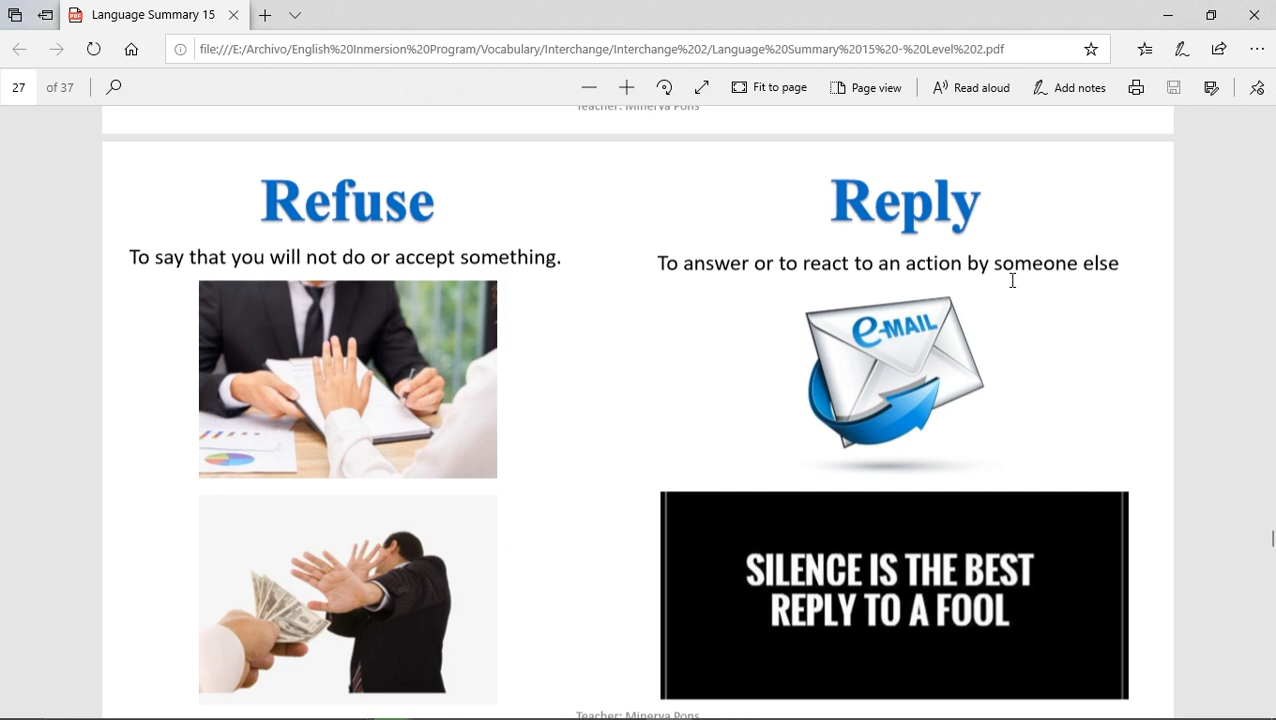 Language Summary 15
file:///E:/Archivo/English%20Inmersion%20Program/Vocabulary/Interchange/Interchange%202/Language%20Summary%2015%20-%20Level%202.pdf
27 of 37
Fit to page
Page view
Read aloud
Add notes
Teacher: Minerva Pons
Refuse
To say that you will not do or accept something.
Reply
To answer or to react to an action by someone else
e-MAIL
SILENCE IS THE BEST
REPLY TO A FOOL
Teacher: Minerva Pons